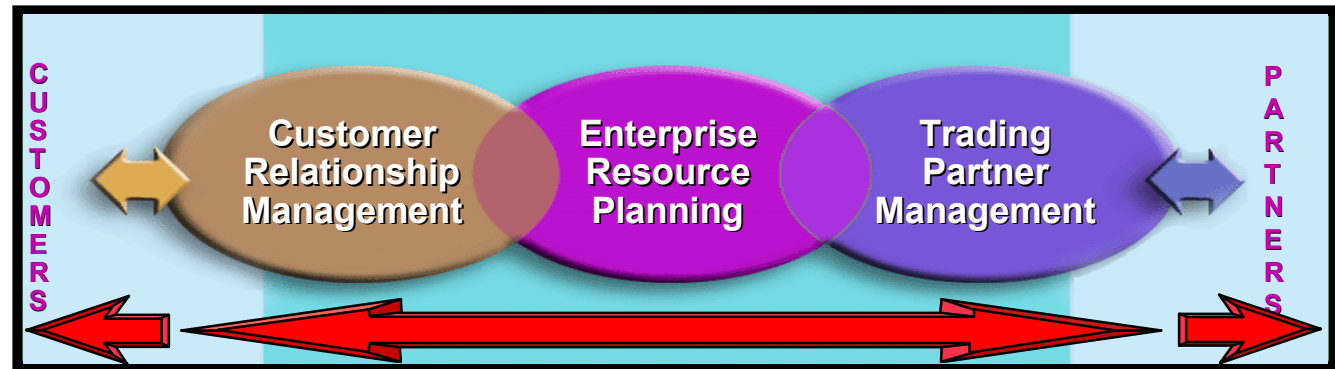 CUSTOMERS
Customer
Relationship
Management
Enterprise
Resource
Planning
Trading
Partner
Management
PARTNERS